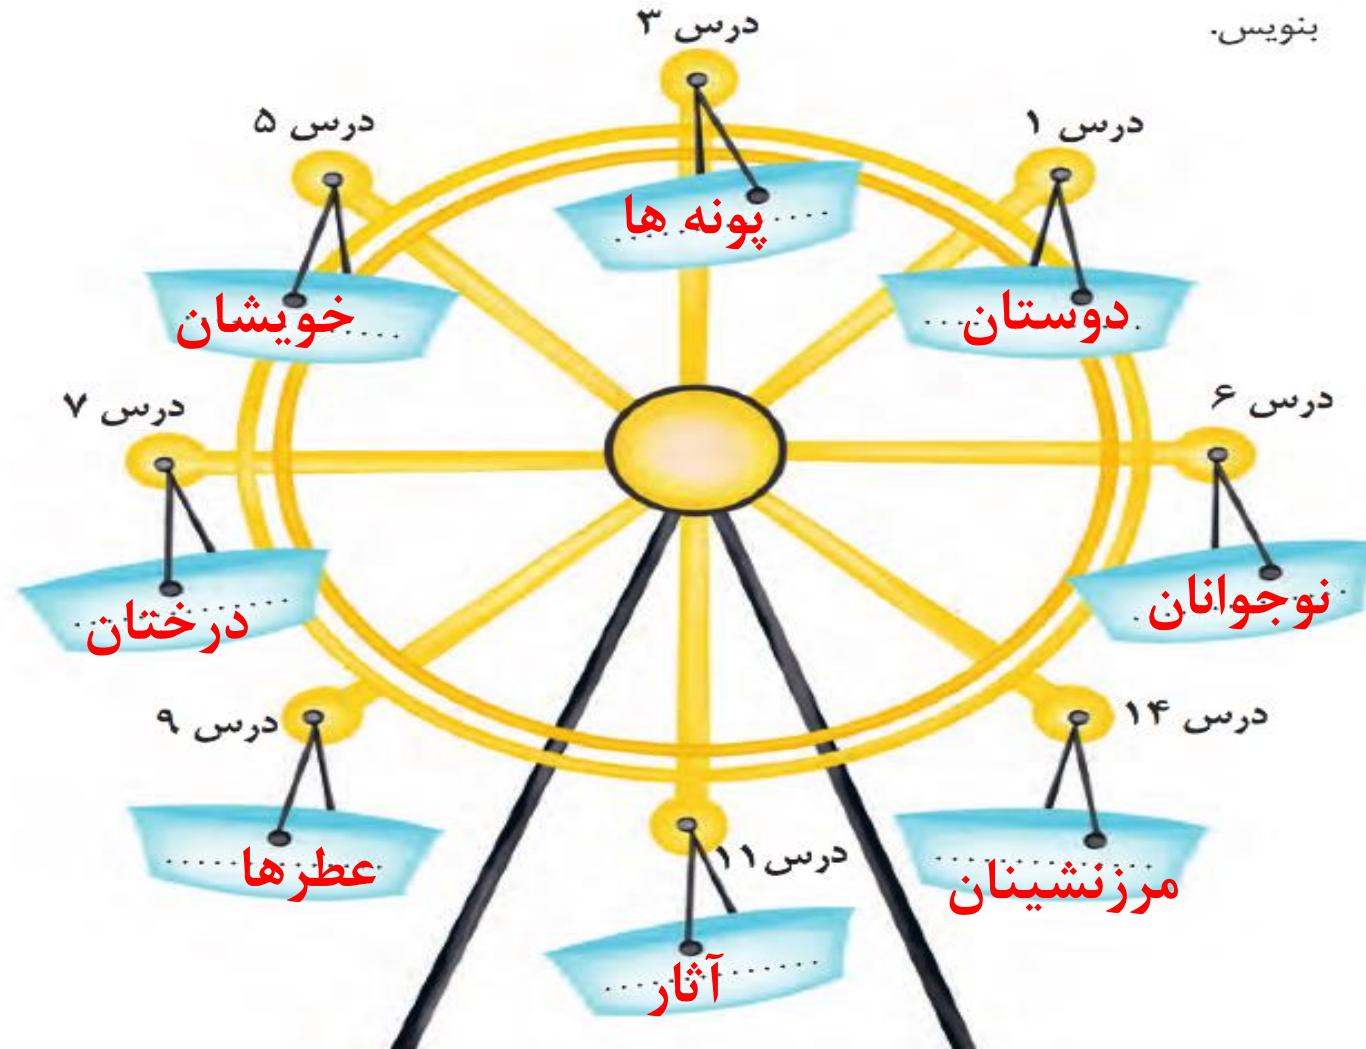 بنویس.
درس ۳
پونه ها
درس ۱
دوستان
درس ۵
خویشان
درس ۶
نوجوانان
درس ۷
درختان
درس ۱۴
مرزنشینان
درس ۹
عطرها
درس ۱۱
آثار